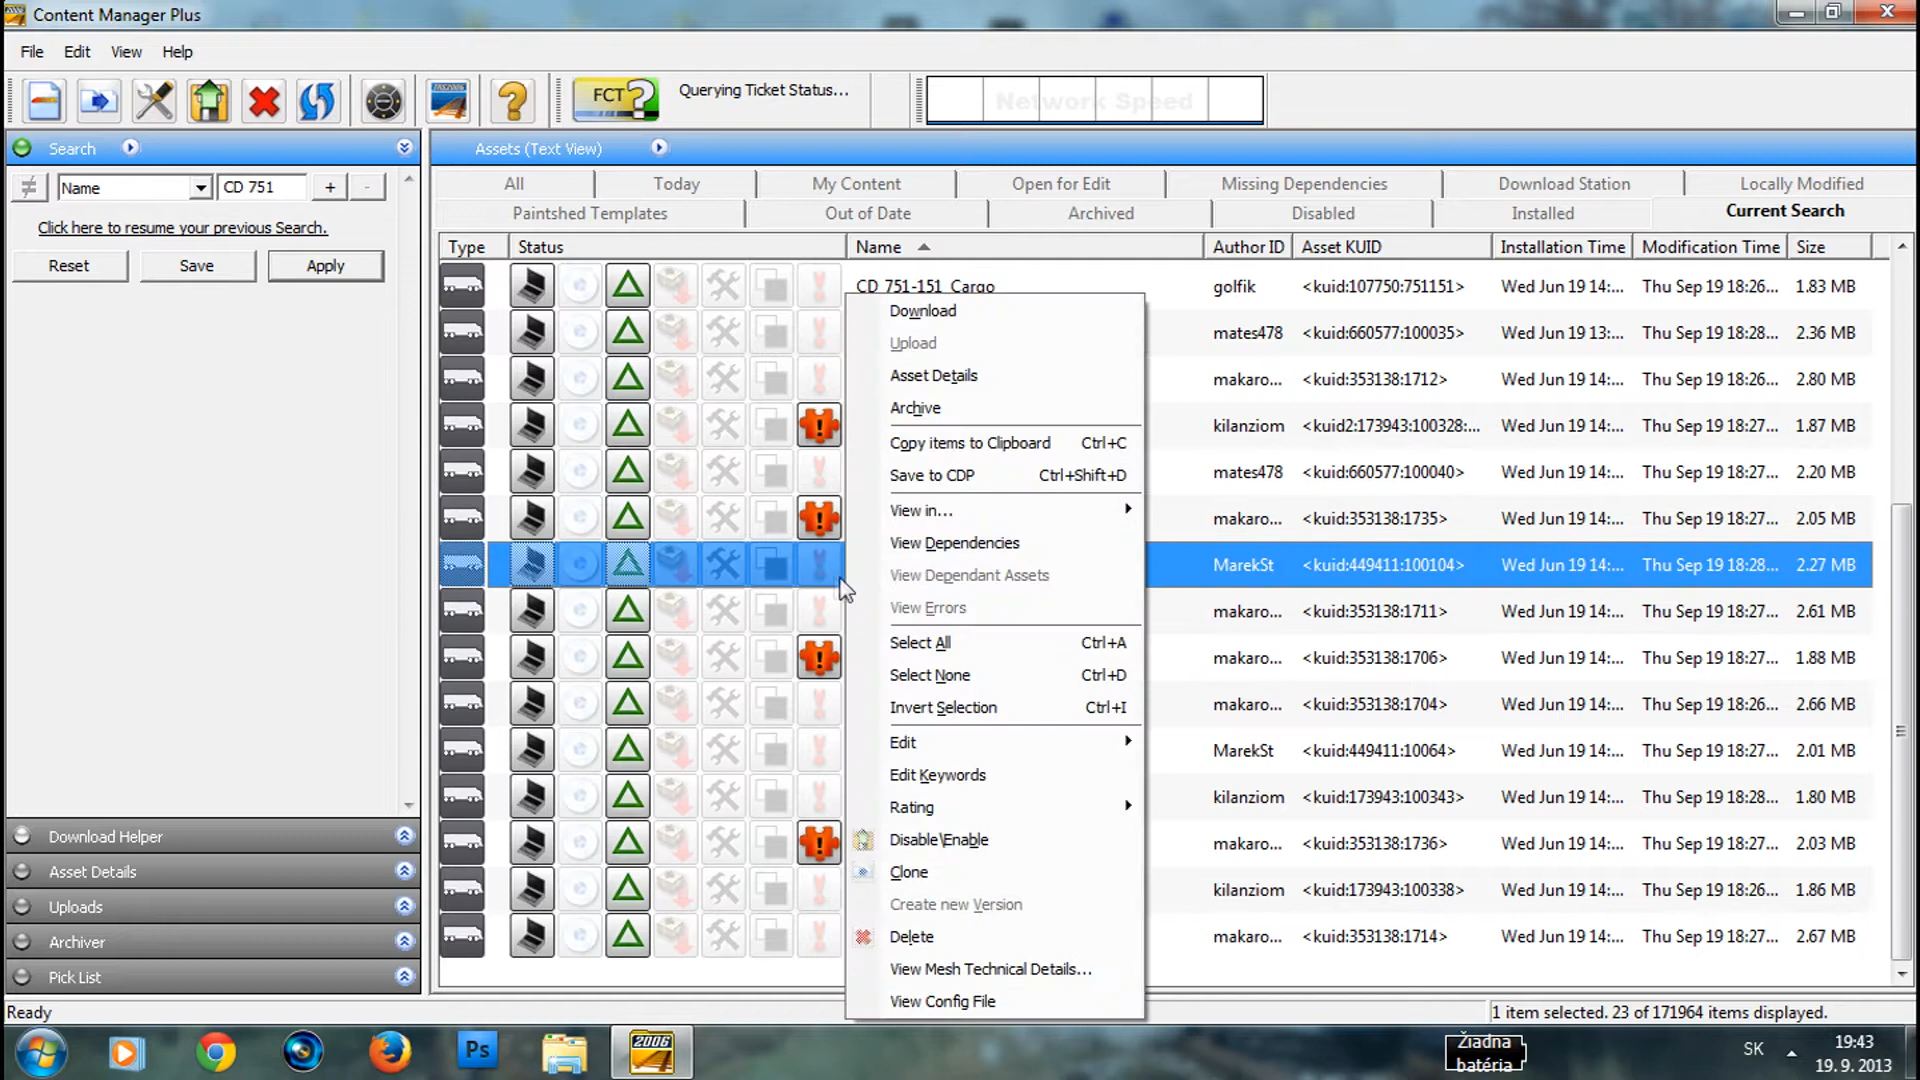 Content Manager Plus
File Edit View Help
FCT ? Querying Ticket Status... Network Speed
Search
Assets (Text View)
Name CD 751 + -
Click here to resume your previous Search.
Reset Save Apply
All Today My Content Open for Edit Missing Dependencies Download Station Locally Modified
Paintshed Templates Out of Date Archived Disabled Installed Current Search
Type Status Name Author ID Asset KUID Installation Time Modification Time Size
CD 751-151 Cargo golfik <kuid:107750:751151> Wed Jun 19 14:... Thu Sep 19 18:26... 1.83 MB
mates478 <kuid:660577:100035> Wed Jun 19 13:... Thu Sep 19 18:28... 2.36 MB
makaro... <kuid:353138:1712> Wed Jun 19 14:... Thu Sep 19 18:26... 2.80 MB
kilanziom <kuid2:173943:100328:... Wed Jun 19 14:... Thu Sep 19 18:27... 1.87 MB
mates478 <kuid:660577:100040> Wed Jun 19 14:... Thu Sep 19 18:27... 2.20 MB
makaro... <kuid:353138:1735> Wed Jun 19 14:... Thu Sep 19 18:27... 2.05 MB
MarekSt <kuid:449411:100104> Wed Jun 19 14:... Thu Sep 19 18:28... 2.27 MB
makaro... <kuid:353138:1711> Wed Jun 19 14:... Thu Sep 19 18:27... 2.61 MB
makaro... <kuid:353138:1706> Wed Jun 19 14:... Thu Sep 19 18:27... 1.88 MB
makaro... <kuid:353138:1704> Wed Jun 19 14:... Thu Sep 19 18:26... 2.66 MB
MarekSt <kuid:449411:10064> Wed Jun 19 14:... Thu Sep 19 18:27... 2.01 MB
kilanziom <kuid:173943:100343> Wed Jun 19 14:... Thu Sep 19 18:28... 1.80 MB
makaro... <kuid:353138:1736> Wed Jun 19 14:... Thu Sep 19 18:27... 2.03 MB
kilanziom <kuid:173943:100338> Wed Jun 19 14:... Thu Sep 19 18:26... 1.86 MB
makaro... <kuid:353138:1714> Wed Jun 19 14:... Thu Sep 19 18:27... 2.67 MB
Download
Upload
Asset Details
Archive
Copy items to Clipboard Ctrl+C
Save to CDP Ctrl+Shift+D
View in...
View Dependencies
View Dependant Assets
View Errors
Select All Ctrl+A
Select None Ctrl+D
Invert Selection Ctrl+I
Edit
Edit Keywords
Rating
Disable\Enable
Clone
Create new Version
Delete
View Mesh Technical Details...
View Config File
Download Helper
Asset Details
Uploads
Archiver
Pick List
Ready
1 item selected. 23 of 171964 items displayed.
Ps
2006
Žiadna
batéria
SK
19:43
19. 9. 2013